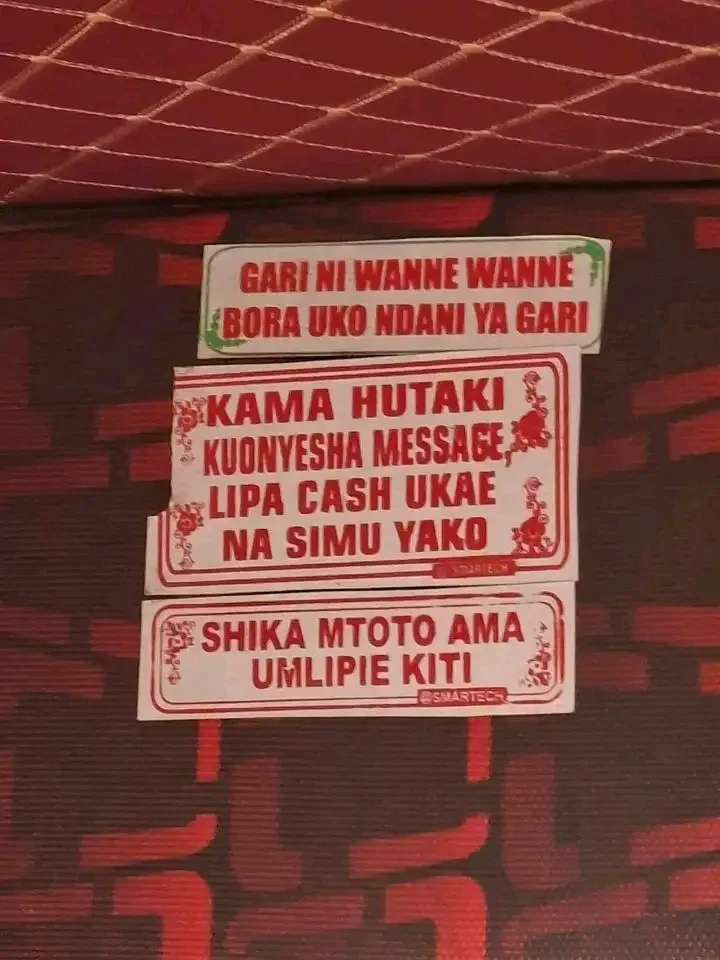 GARI NI WANNE WANNE
BORA UKO NDANI YA GARI
KAMA HUTAKI
KUONYESHA MESSAGE,
LIPA CASH UKAE
NA SIMU YAKO
@SMARTECH
SHIKA MTOTO AMA
UMLIPIE KITI
@SMARTECH